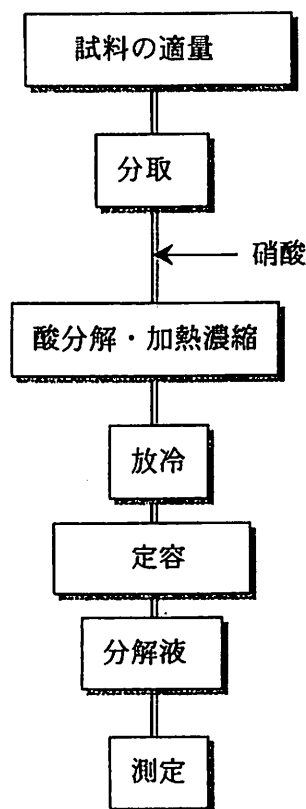 試料の適量
分取
硝酸
酸分解・加熱濃縮
放冷
定容
分解液
測定